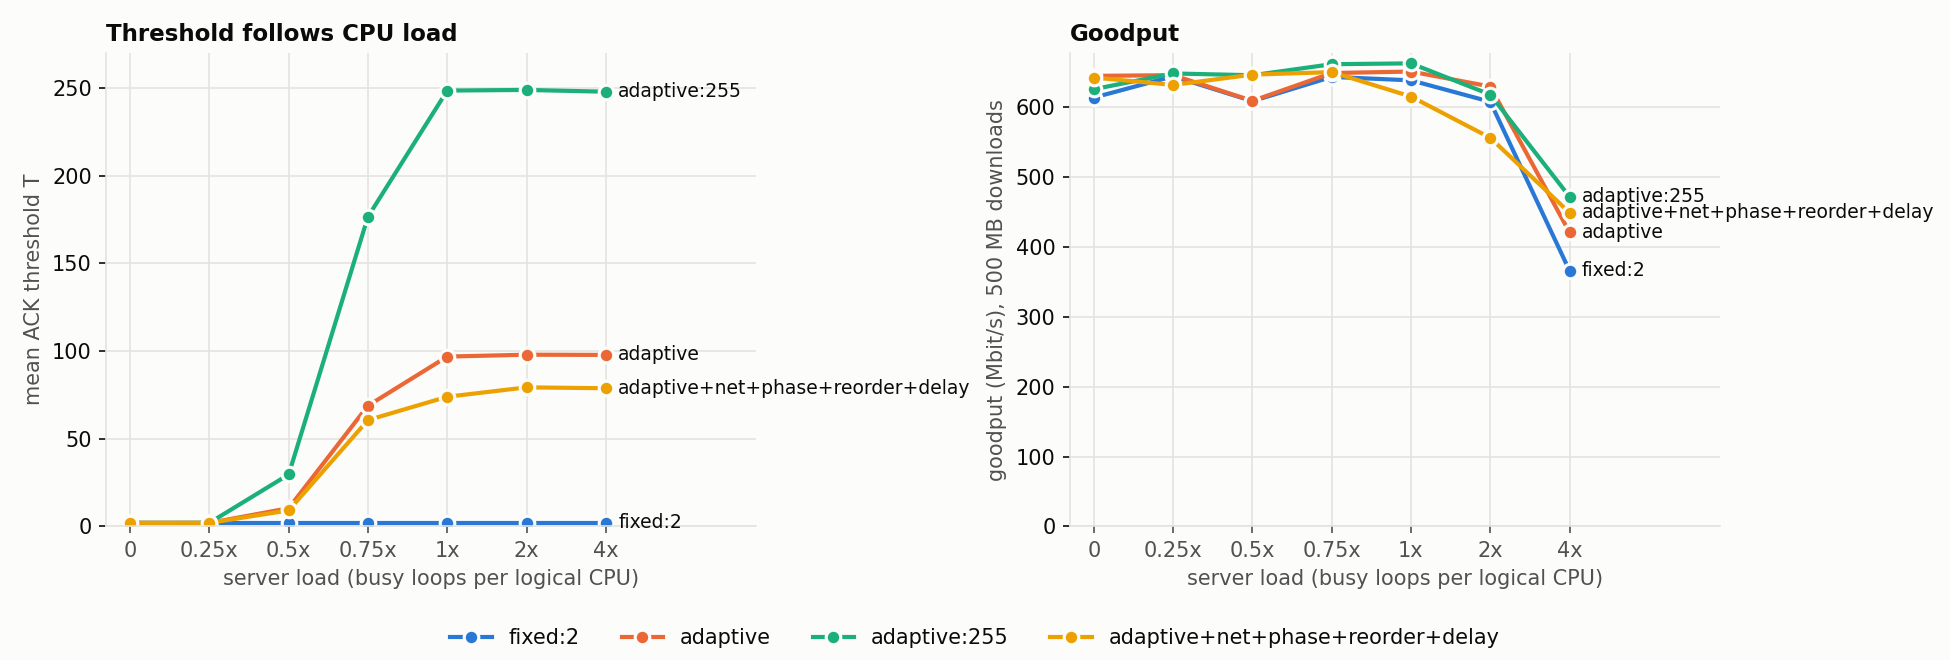 Threshold follows CPU load
mean ACK threshold T
250
200
150
100
50
0
adaptive:255
adaptive
adaptive+net+phase+reorder+delay
fixed:2
0 0.25x 0.5x 0.75x 1x 2x 4x
server load (busy loops per logical CPU)
Goodput
goodput (Mbit/s), 500 MB downloads
600
500
400
300
200
100
0
adaptive:255
adaptive+net+phase+reorder+delay
adaptive
fixed:2
0 0.25x 0.5x 0.75x 1x 2x 4x
server load (busy loops per logical CPU)
fixed:2 adaptive adaptive:255 adaptive+net+phase+reorder+delay